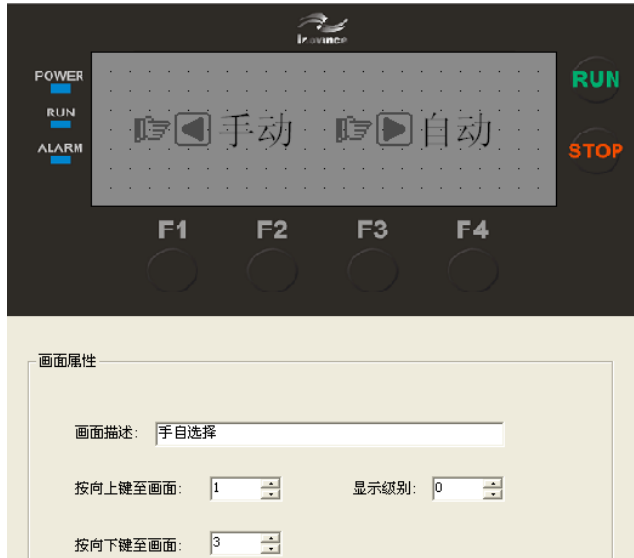 Inovince
POWER
RUN
ALARM
手动
自动
RUN
STOP
F1 F2 F3 F4
画面属性
画面描述: 手自选择
按向上键至画面: 1 显示级别: 0
按向下键至画面: 3